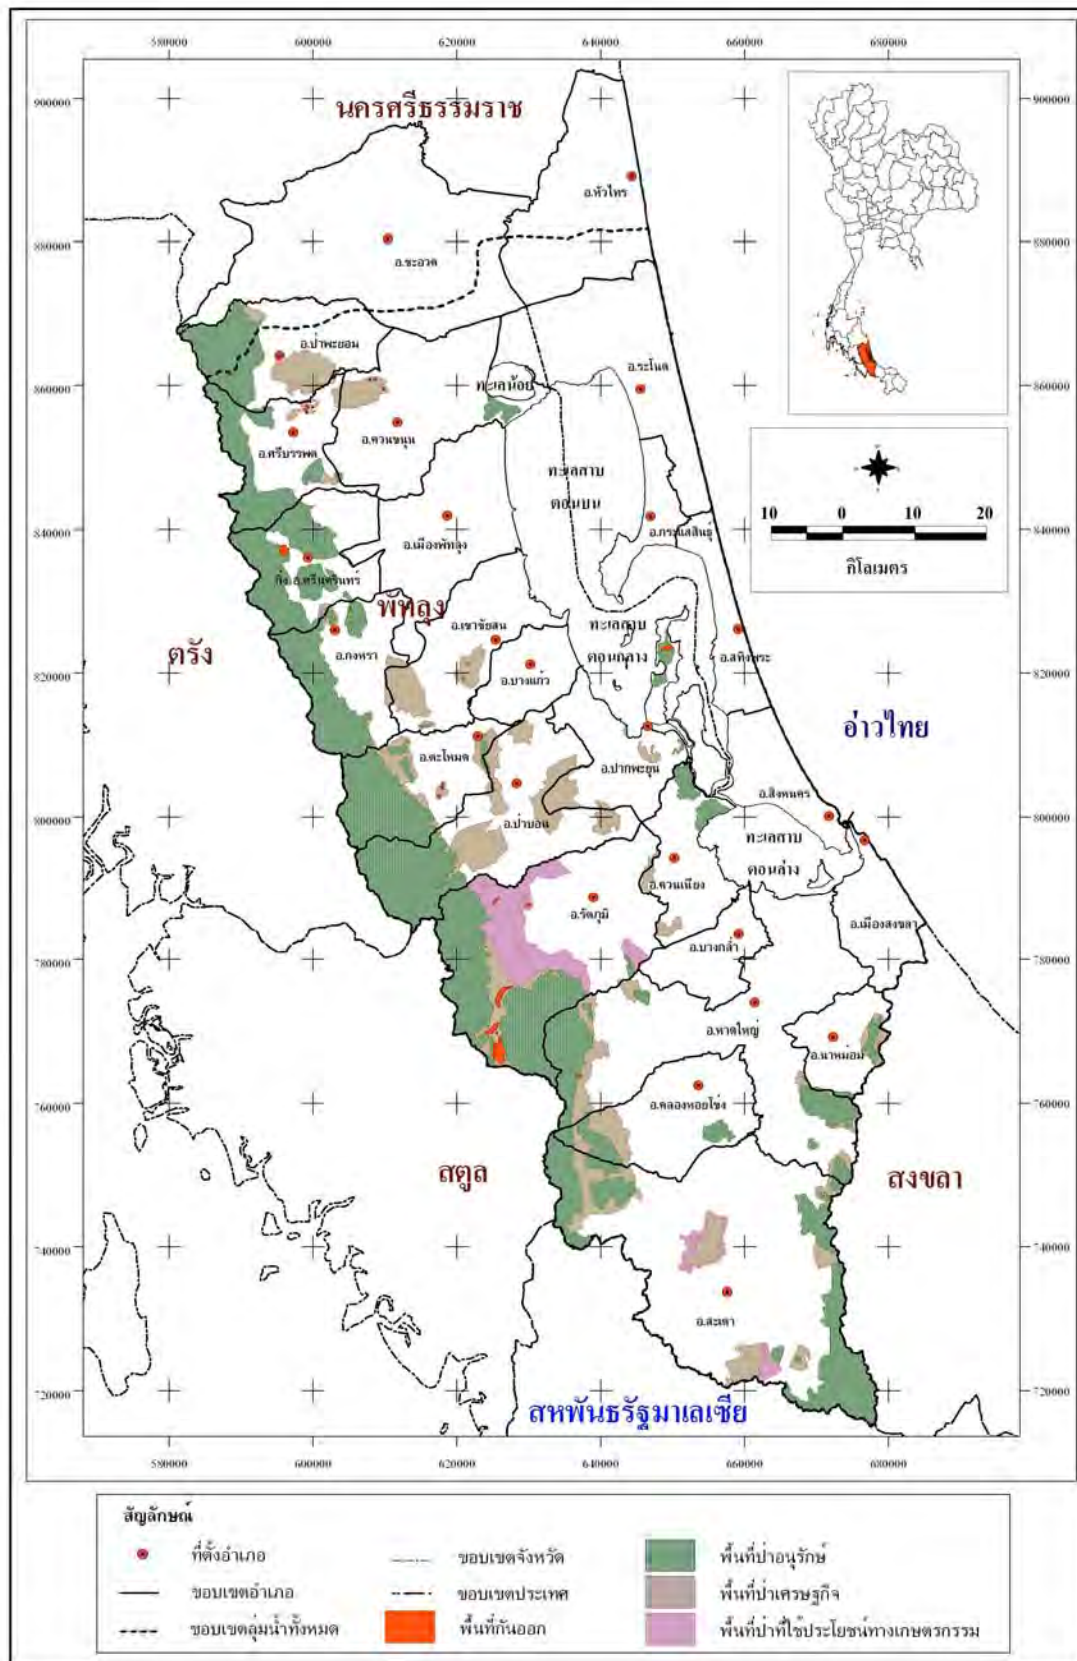 580000 600000 620000 640000 660000 680000
900000 900000
นครศรีธรรมราช
อ.หัวไทร
880000 880000
อ.ชะอวด
อ.ป่าพะยอม
860000 860000
ทะเลน้อย
อ.ระโนด
อ.ควนขนุน
อ.ศรีบรรพต
ทะเลสาบ
ตอนบน
10 0 10 20
กิโลเมตร
840000 840000
อ.เมืองพัทลุง
อ.กระแสสินธุ์
กิ่ง อ.ศรีนครินทร์
พัทลุง
อ.เขาชัยสน
ทะเลสาบ
ตอนกลาง
อ.สทิงพระ
ตรัง
อ.กงหรา
อ.บางแก้ว
820000 820000
อ่าวไทย
อ.ตะโหมด
อ.ปากพะยูน
อ.สิงหนคร
800000 800000
อ.ป่าบอน
ทะเลสาบ
ตอนล่าง
อ.ควนเนียง
อ.รัตภูมิ
อ.เมืองสงขลา
อ.บางกล่ำ
780000 780000
อ.หาดใหญ่
อ.นาหม่อม
760000 760000
อ.คลองหอยโข่ง
สตูล
สงขลา
740000 740000
อ.สะเดา
720000 720000
สหพันธรัฐมาเลเซีย
580000 600000 620000 640000 660000 680000
สัญลักษณ์
ที่ตั้งอำเภอ
ขอบเขตจังหวัด
พื้นที่ป่าอนุรักษ์
ขอบเขตอำเภอ
ขอบเขตประเทศ
พื้นที่ป่าเศรษฐกิจ
ขอบเขตลุ่มน้ำทั้งหมด
พื้นที่กันออก
พื้นที่ป่าที่ใช้ประโยชน์ทางเกษตรกรรม